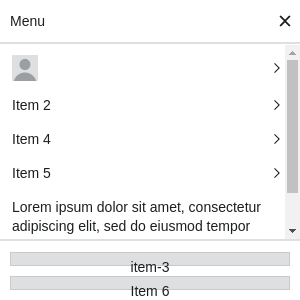 Menu
Item 2
Item 4
Item 5
Lorem ipsum dolor sit amet, consectetur
adipiscing elit, sed do eiusmod tempor
item-3
Item 6